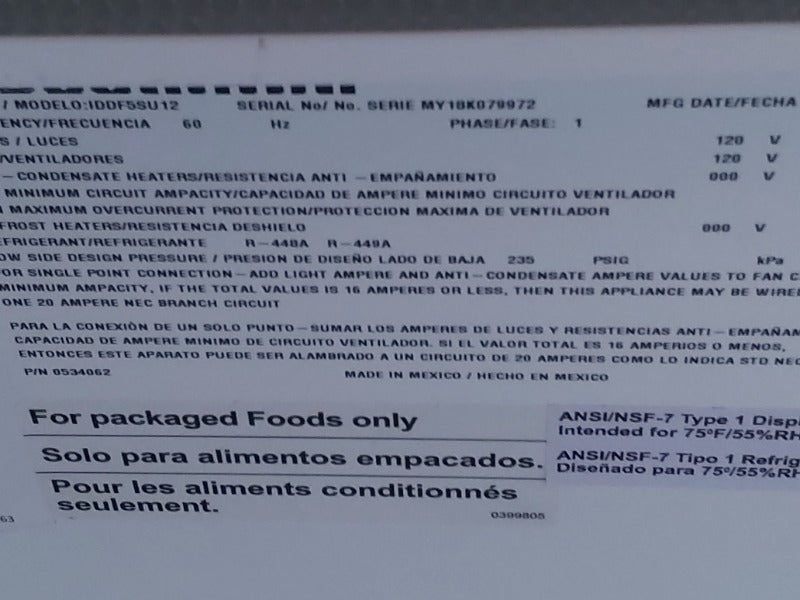 / MODELO:IDDF5SU12 SERIAL No/ No. SERIE MY18K079972 MFG DATE/FECHA
ENCY/FRECUENCIA 60 Hz PHASE/FASE: 1
S / LUCES 120 V
/VENTILADORES 120 V
-CONDENSATE HEATERS/RESISTENCIA ANTI-EMPAÑAMIENTO 000 V
MINIMUM CIRCUIT AMPACITY/CAPACIDAD DE AMPERE MINIMO CIRCUITO VENTILADOR
MAXIMUM OVERCURRENT PROTECTION/PROTECCION MAXIMA DE VENTILADOR
FROST HEATERS/RESISTENCIA DESHIELO 000 V
EFRIGERANT/REFRIGERANTE R-448A R-449A
OW SIDE DESIGN PRESSURE / PRESION DE DISEÑO LADO DE BAJA 235 PSIG kPa
OR SINGLE POINT CONNECTION-ADD LIGHT AMPERE AND ANTI-CONDENSATE AMPERE VALUES TO FAN C
MINIMUM AMPACITY, IF THE TOTAL VALUES IS 16 AMPERES OR LESS, THEN THIS APPLIANCE MAY BE WIRE
ONE 20 AMPERE NEC BRANCH CIRCUIT
PARA LA CONEXIÒN DE UN SOLO PUNTO-SUMAR LOS AMPERES DE LUCES Y RESISTENCIAS ANTI-EMPAÑAM
CAPACIDAD DE AMPERE MINIMO DE CIRCUITO VENTILADOR. SI EL VALOR TOTAL ES 16 AMPERIOS O MENOS,
ENTONCES ESTE APARATO PUEDE SER ALAMBRADO A UN CIRCUITO DE 20 AMPERES COMO LO INDICA STD NEC
P/N 0534062 MADE IN MEXICO / HECHO EN MEXICO
For packaged Foods only
Solo para alimentos empacados.
Pour les aliments conditionnés
seulement.
63 0399805
ANSI/NSF-7 Type 1 Displ
Intended for 75ºF/55%RH
ANSI/NSF-7 Tipo 1 Refrig
Diseñado para 75º/55%RH